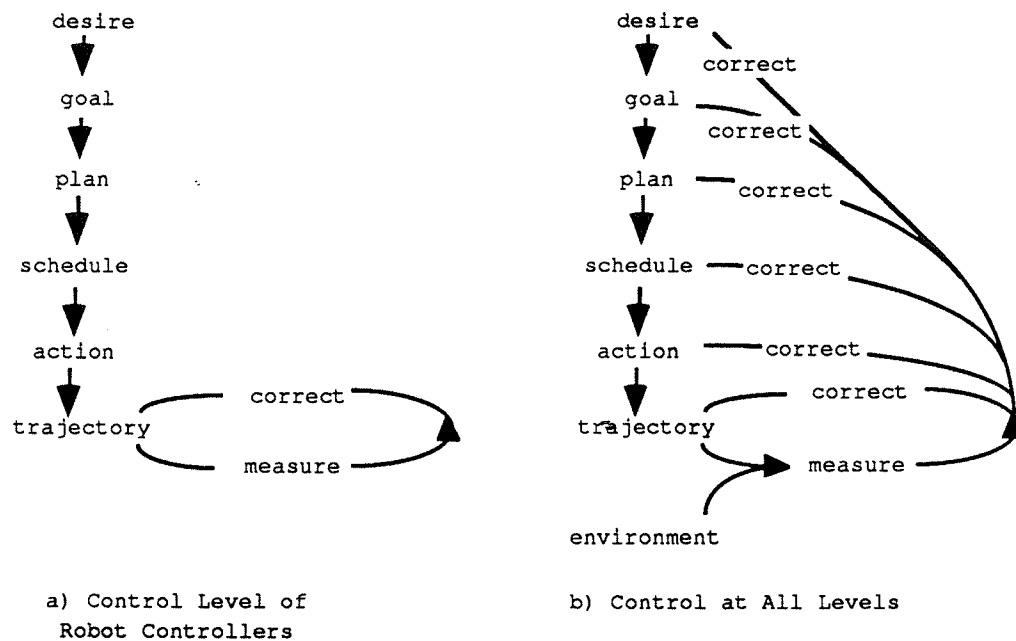 desire
goal
plan
schedule
action
trajectory
correct
measure
a) Control Level of
Robot Controllers
desire
correct
goal
correct
plan
correct
schedule
correct
action
correct
correct
trajectory
measure
environment
b) Control at All Levels